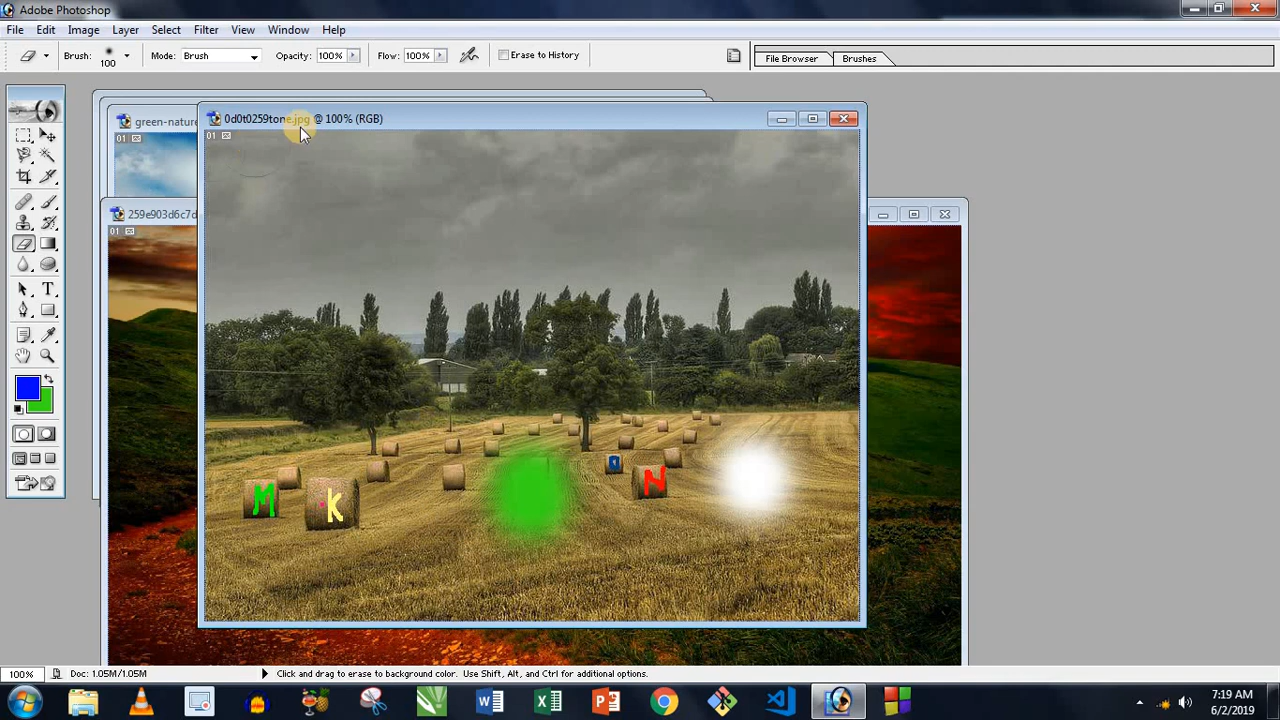 Adobe Photoshop
File Edit Image Layer Select Filter View Window Help
Brush: 100 Mode: Brush Opacity: 100% Flow: 100% Erase to History File Browser Brushes
green-nature
0d0t0259tone.jpg @ 100% (RGB)
01
01
259e903d6c7d
01
M K N
100% Doc: 1.05M/1.05M Click and drag to erase to background color. Use Shift, Alt, and Ctrl for additional options.
7:19 AM
6/2/2019